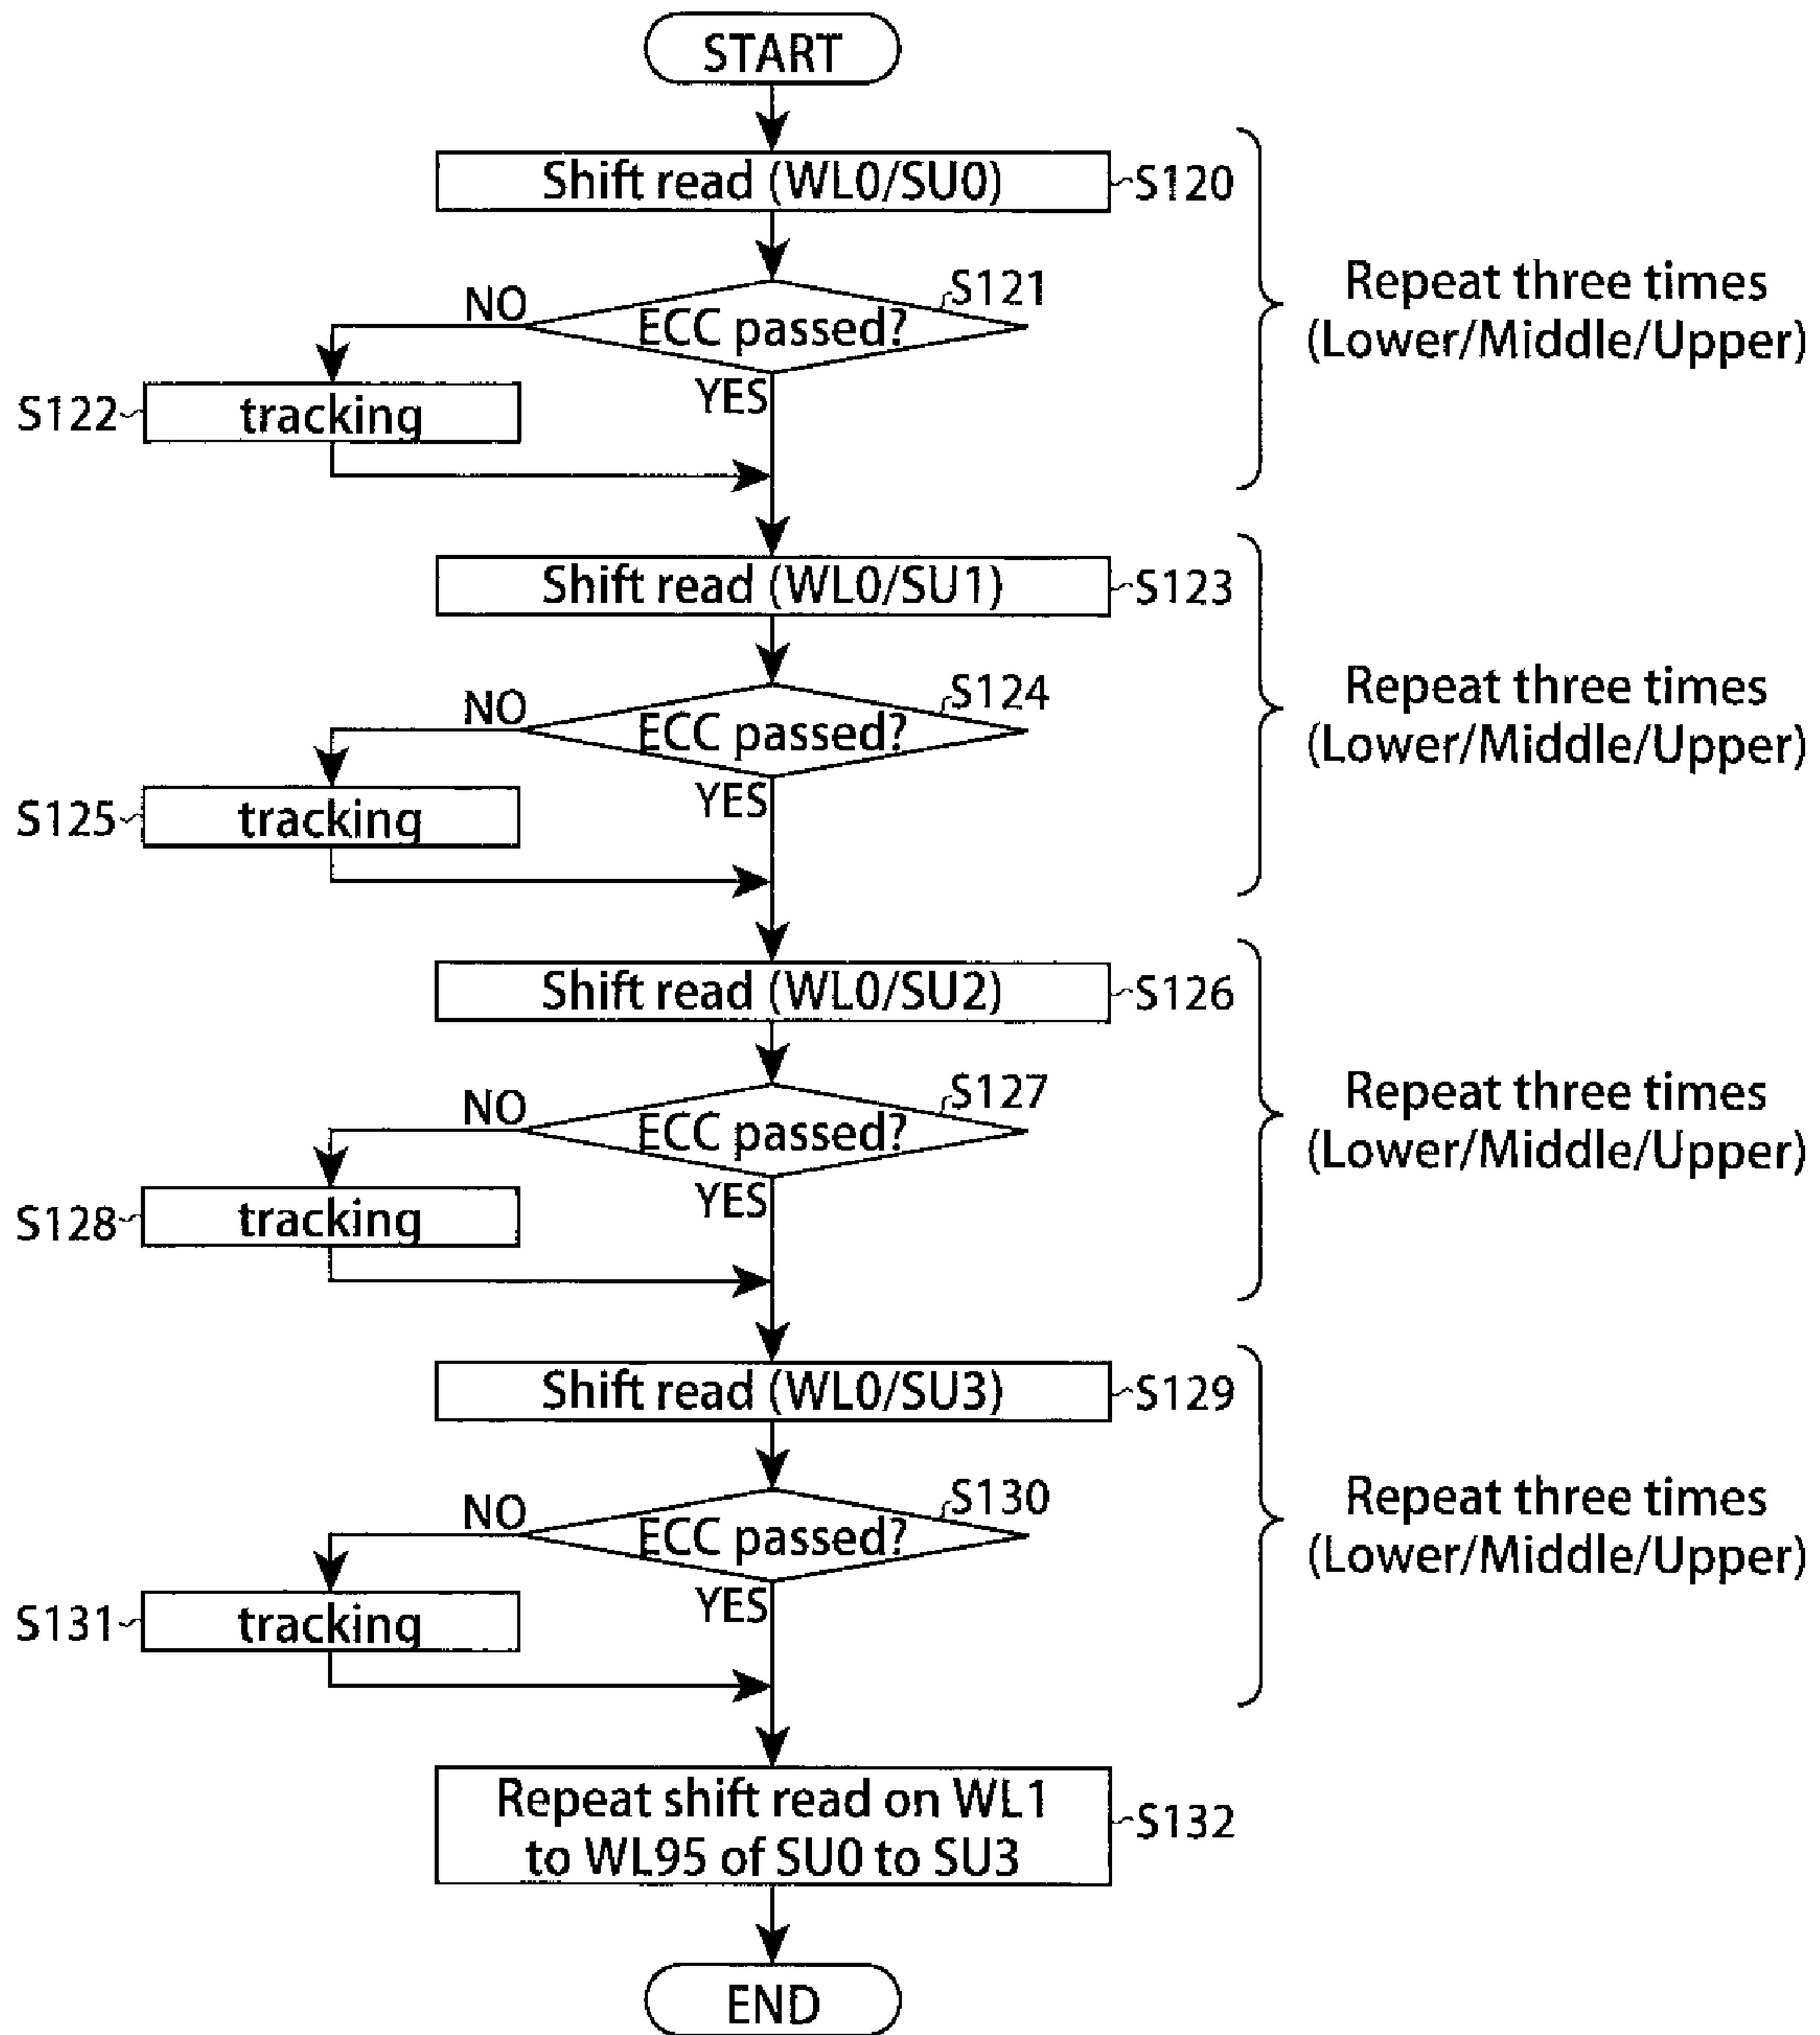 START
Shift read (WL0/SU0)
S120
S121
NO
ECC passed?
YES
S122
tracking
Repeat three times
(Lower/Middle/Upper)
Shift read (WL0/SU1)
S123
S124
NO
ECC passed?
YES
S125
tracking
Repeat three times
(Lower/Middle/Upper)
Shift read (WL0/SU2)
S126
S127
NO
ECC passed?
YES
S128
tracking
Repeat three times
(Lower/Middle/Upper)
Shift read (WL0/SU3)
S129
S130
NO
ECC passed?
YES
S131
tracking
Repeat three times
(Lower/Middle/Upper)
Repeat shift read on WL1
to WL95 of SU0 to SU3
S132
END